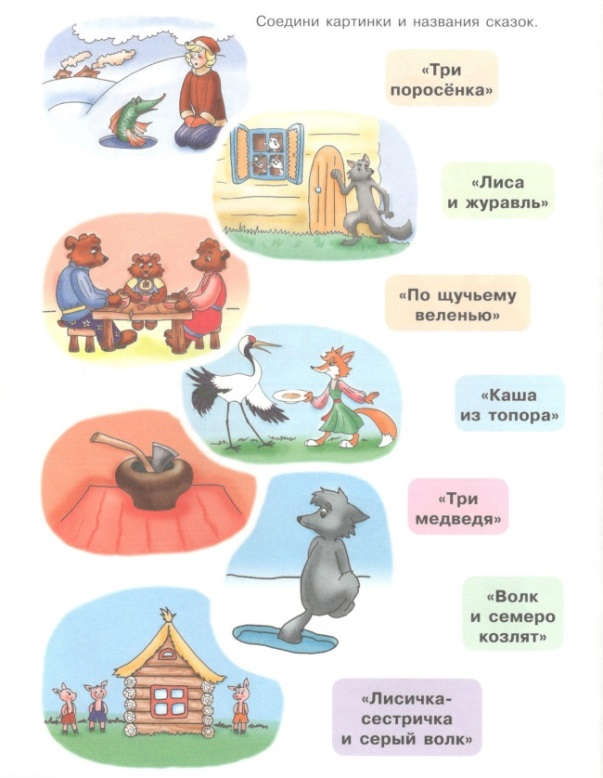 Соедини картинки и названия сказок.
«Три
поросёнка»
«Лиса
и журавль»
«По щучьему
веленью»
«Каша
из топора»
«Три
медведя»
«Волк
и семеро
козлят»
«Лисичка-
сестричка
и серый волк»